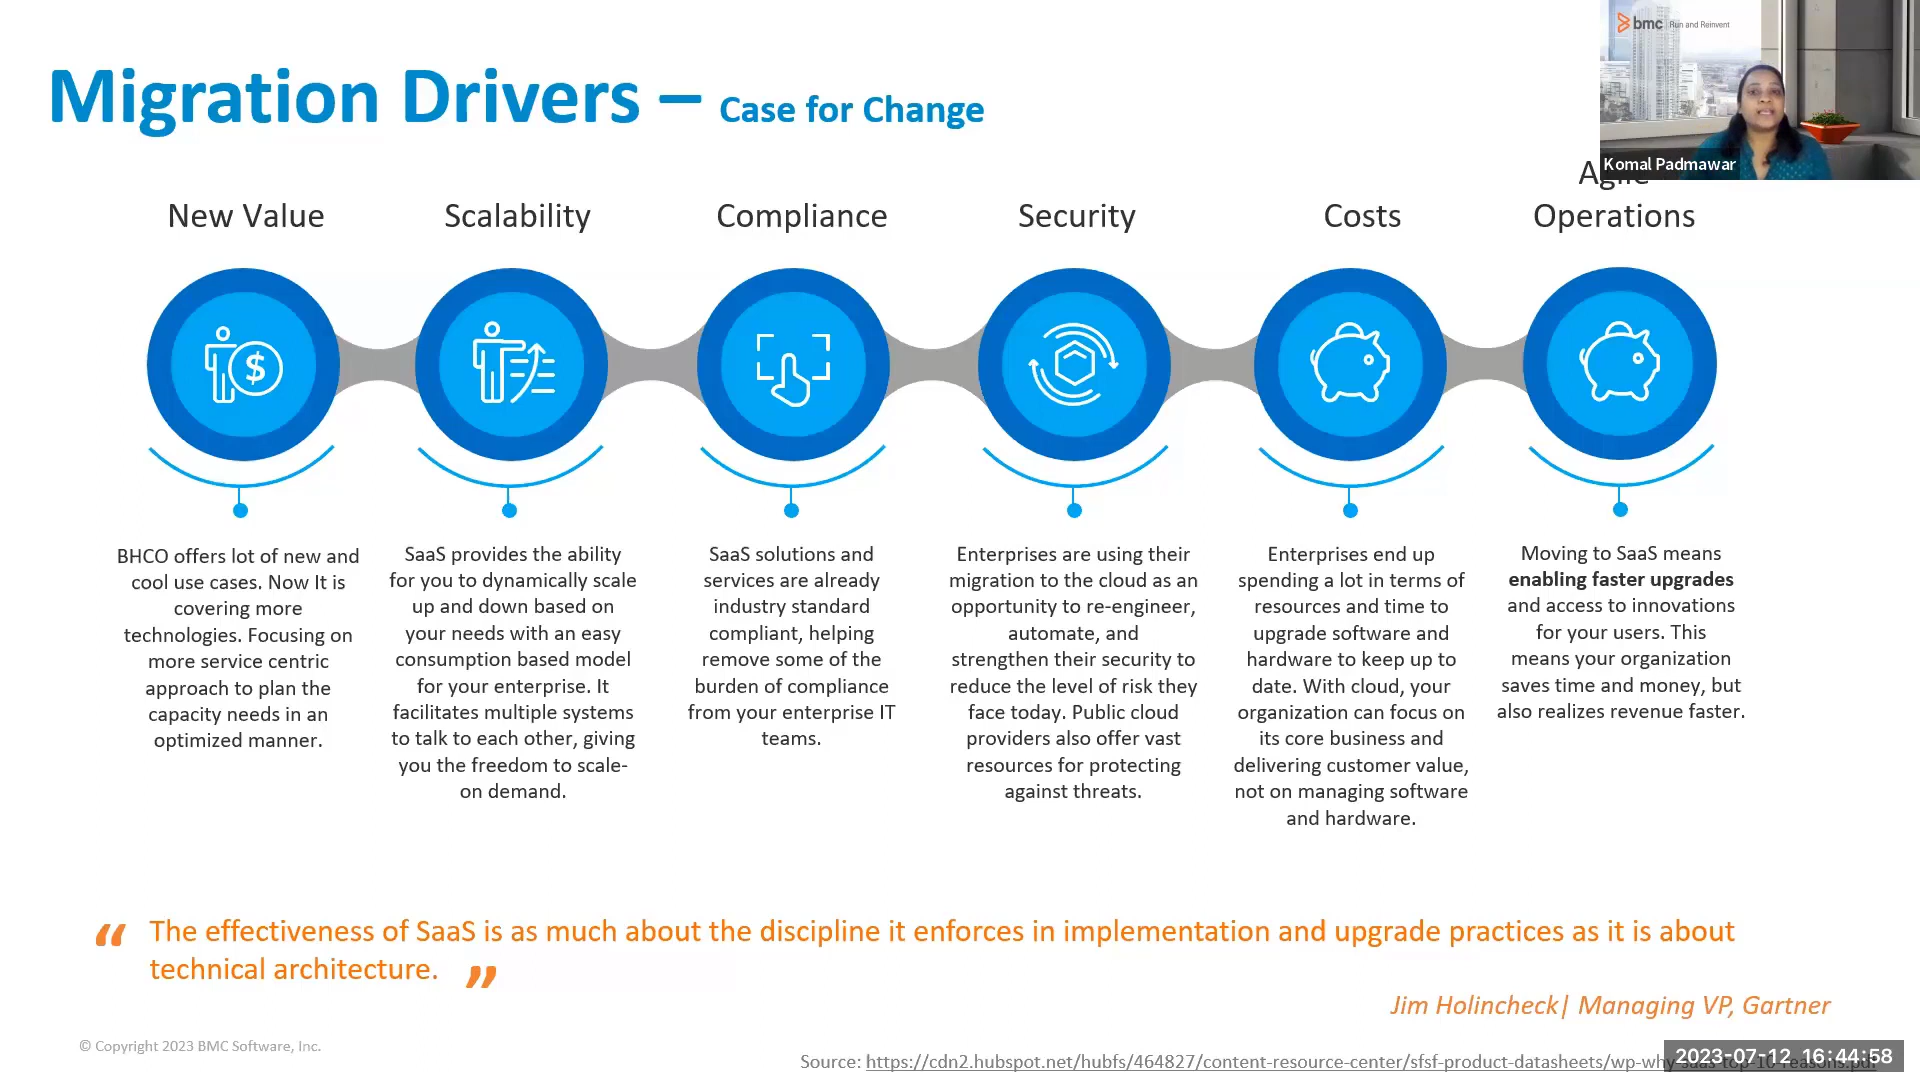 bmc | Run and Reinvent
Komal Padmawar
Migration Drivers – Case for Change
New Value
Scalability
Compliance
Security
Costs
Agile
Operations
$
BHCO offers lot of new and
cool use cases. Now It is
covering more
technologies. Focusing on
more service centric
approach to plan the
capacity needs in an
optimized manner.
SaaS provides the ability
for you to dynamically scale
up and down based on
your needs with an easy
consumption based model
for your enterprise. It
facilitates multiple systems
to talk to each other, giving
you the freedom to scale-
on demand.
SaaS solutions and
services are already
industry standard
compliant, helping
remove some of the
burden of compliance
from your enterprise IT
teams.
Enterprises are using their
migration to the cloud as an
opportunity to re-engineer,
automate, and
strengthen their security to
reduce the level of risk they
face today. Public cloud
providers also offer vast
resources for protecting
against threats.
Enterprises end up
spending a lot in terms of
resources and time to
upgrade software and
hardware to keep up to
date. With cloud, your
organization can focus on
its core business and
delivering customer value,
not on managing software
and hardware.
Moving to SaaS means
enabling faster upgrades
and access to innovations
for your users. This
means your organization
saves time and money, but
also realizes revenue faster.
“ The effectiveness of SaaS is as much about the discipline it enforces in implementation and upgrade practices as it is about
technical architecture. ”
Jim Holincheck| Managing VP, Gartner
© Copyright 2023 BMC Software, Inc.
Source: https://cdn2.hubspot.net/hubfs/464827/content-resource-center/sfsf-product-datasheets/wp-why-saas-top-10-reasons.pdf
2023-07-12 16:44:58